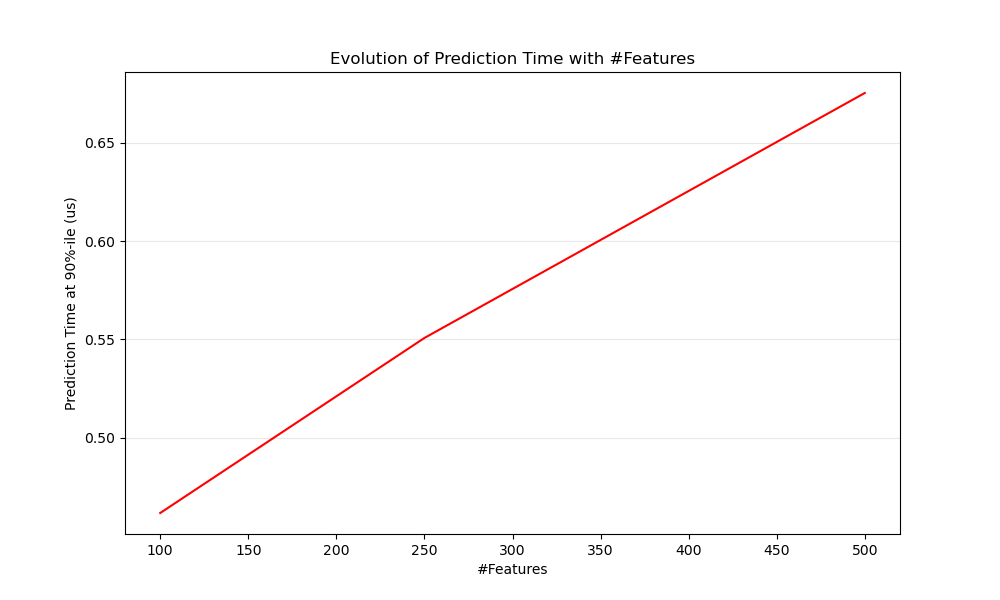 Evolution of Prediction Time with #Features
Prediction Time at 90%-ile (us)
0.65
0.60
0.55
0.50
100 150 200 250 300 350 400 450 500
#Features